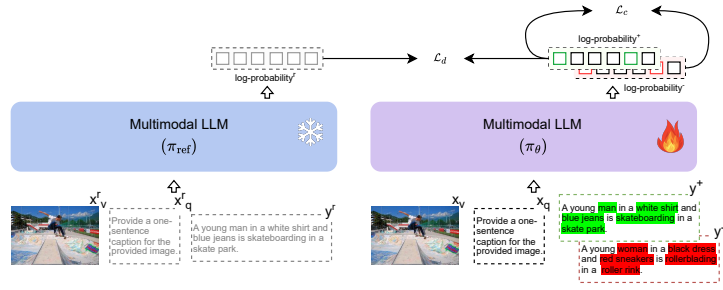 ℒc
log-probability⁺
ℒd
log-probabilityʳ
log-probability⁻
Multimodal LLM
(π_ref)
Multimodal LLM
(π_θ)
xʳv
xʳq
yʳ
Provide a one-
sentence
caption for the
provided image.
A young man in a white shirt and
blue jeans is skateboarding in a
skate park.
xv
xq
y⁺
Provide a one-
sentence
caption for the
provided image.
A young man in a white shirt and
blue jeans is skateboarding in a
skate park.
y⁻
A young woman in a black dress
and red sneakers is rollerblading
in a roller rink.